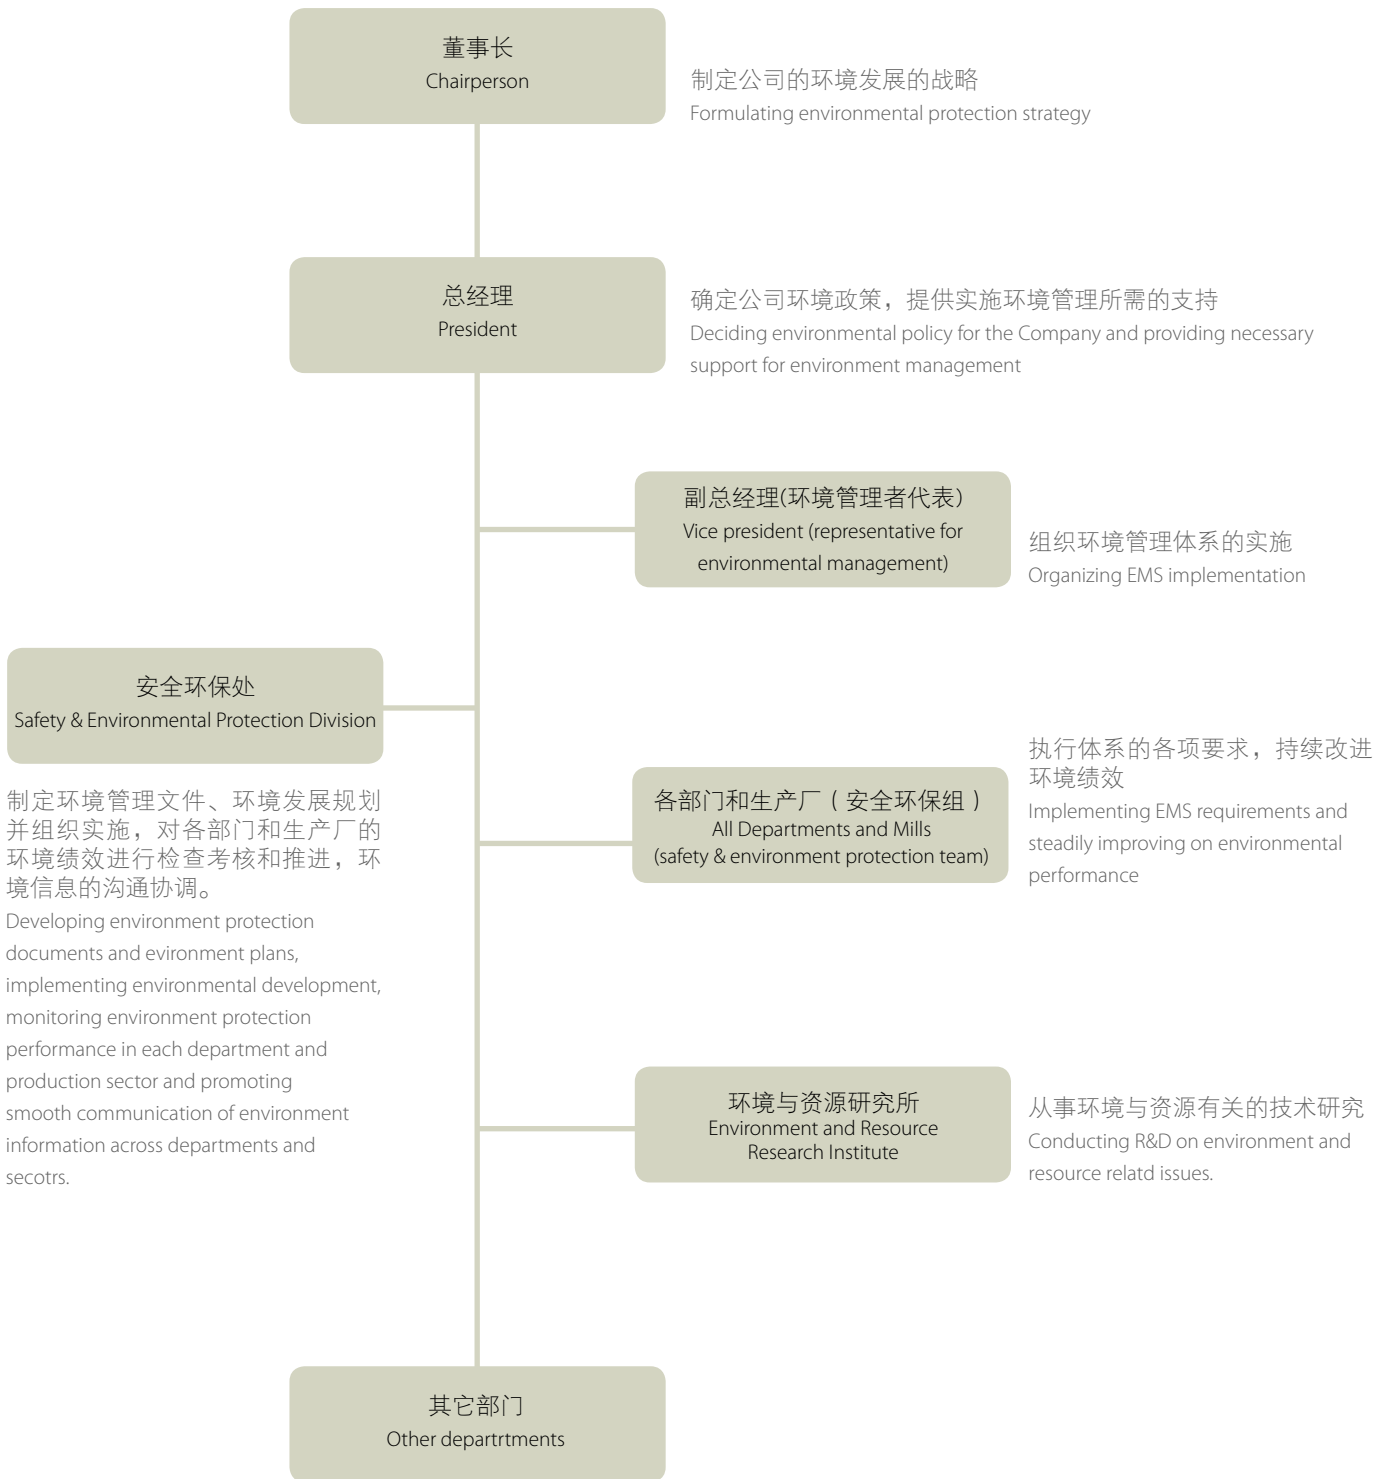 董事长
Chairperson
制定公司的环境发展的战略
Formulating environmental protection strategy
总经理
President
确定公司环境政策，提供实施环境管理所需的支持
Deciding environmental policy for the Company and providing necessary
support for environment management
副总经理(环境管理者代表)
Vice president (representative for
environmental management)
组织环境管理体系的实施
Organizing EMS implementation
安全环保处
Safety & Environmental Protection Division
制定环境管理文件、环境发展规划
并组织实施，对各部门和生产厂的
环境绩效进行检查考核和推进，环
境信息的沟通协调。
Developing environment protection
documents and evironment plans,
implementing environmental development,
monitoring environment protection
performance in each department and
production sector and promoting
smooth communication of environment
information across departments and
secotrs.
各部门和生产厂（安全环保组）
All Departments and Mills
(safety & environment protection team)
执行体系的各项要求，持续改进
环境绩效
Implementing EMS requirements and
steadily improving on environmental
performance
环境与资源研究所
Environment and Resource
Research Institute
从事环境与资源有关的技术研究
Conducting R&D on environment and
resource relatd issues.
其它部门
Other departrtments